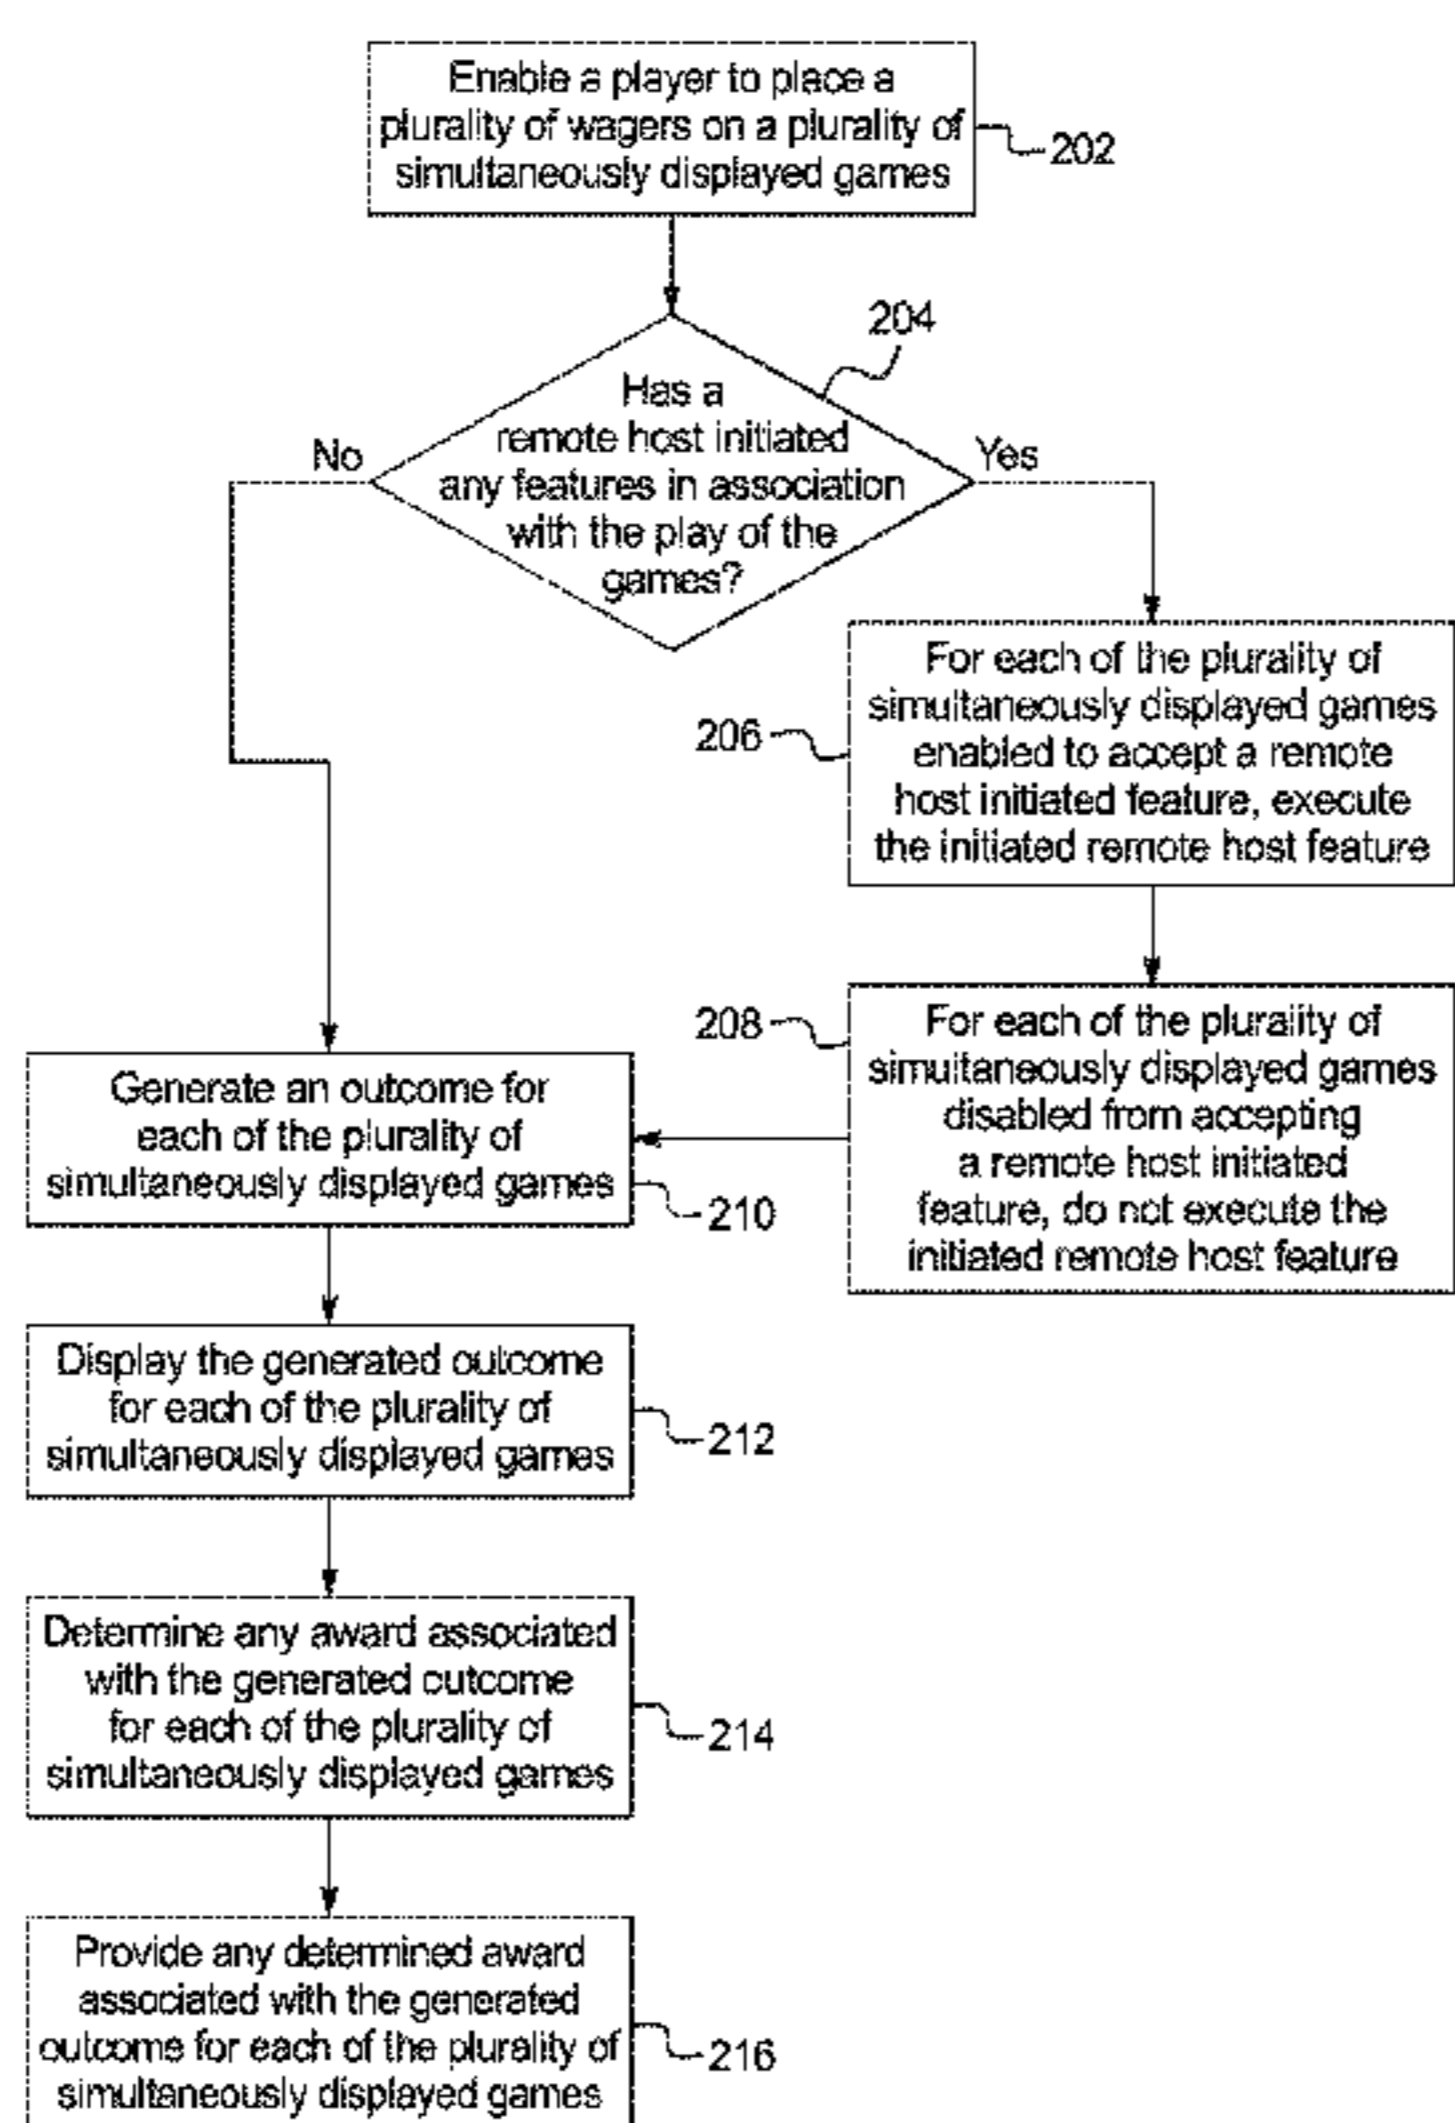 Enable a player to place a
plurality of wagers on a plurality of
simultaneously displayed games
202
204
Has a
remote host initiated
any features in association
with the play of the
games?
No
Yes
For each of the plurality of
simultaneously displayed games
enabled to accept a remote
host initiated feature, execute
the initiated remote host feature
206
For each of the plurality of
simultaneously displayed games
disabled from accepting
a remote host initiated
feature, do not execute the
initiated remote host feature
208
Generate an outcome for
each of the plurality of
simultaneously displayed games
210
Display the generated outcome
for each of the plurality of
simultaneously displayed games
212
Determine any award associated
with the generated outcome
for each of the plurality of
simultaneously displayed games
214
Provide any determined award
associated with the generated
outcome for each of the plurality of
simultaneously displayed games
216